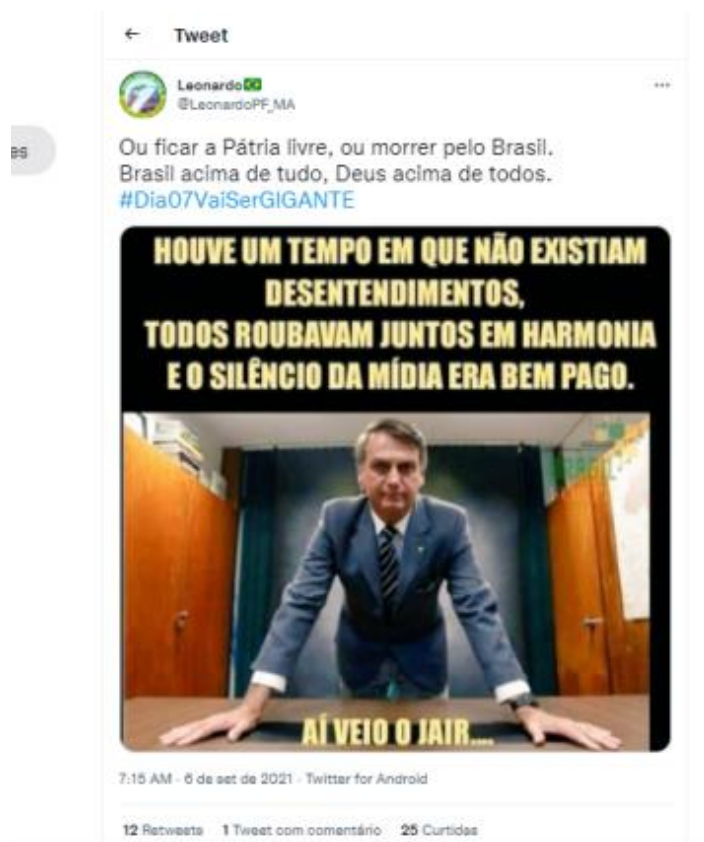 es
← Tweet
Leonardo
@LeonardoPF_MA
Ou ficar a Pátria livre, ou morrer pelo Brasil.
Brasil acima de tudo, Deus acima de todos.
#Dia07VaiSerGIGANTE
HOUVE UM TEMPO EM QUE NÃO EXISTIAM
DESENTENDIMENTOS,
TODOS ROUBAVAM JUNTOS EM HARMONIA
E O SILÊNCIO DA MÍDIA ERA BEM PAGO.
AÍ VEIO O JAIR....
7:15 AM · 6 de set de 2021 · Twitter for Android
12 Retweets 1 Tweet com comentário 25 Curtidas